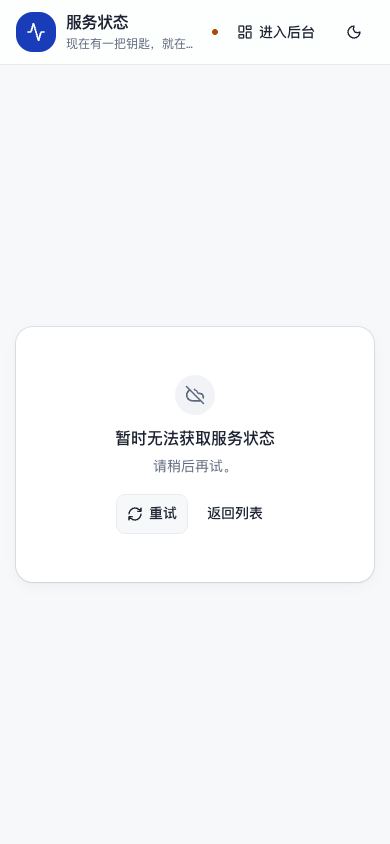 服务状态
现在有一把钥匙，就在...
进入后台
暂时无法获取服务状态
请稍后再试。
重试
返回列表